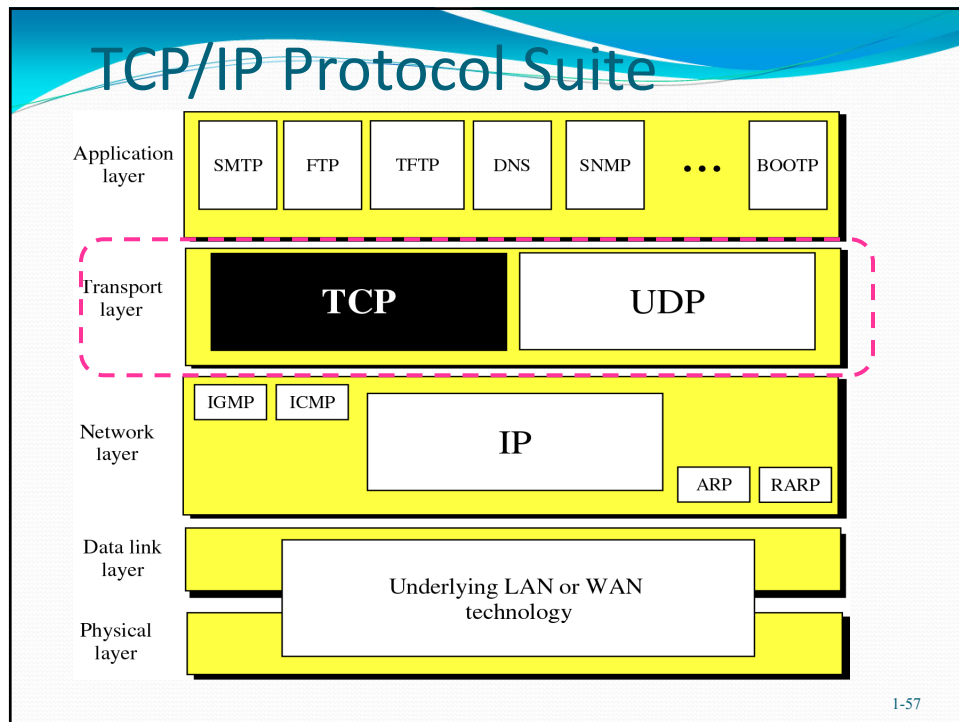 TCP/IP Protocol Suite
Application
layer
SMTP FTP TFTP DNS SNMP ... BOOTP
Transport
layer
TCP UDP
IGMP ICMP
Network
layer
IP
ARP RARP
Data link
layer
Underlying LAN or WAN
technology
Physical
layer
1-57